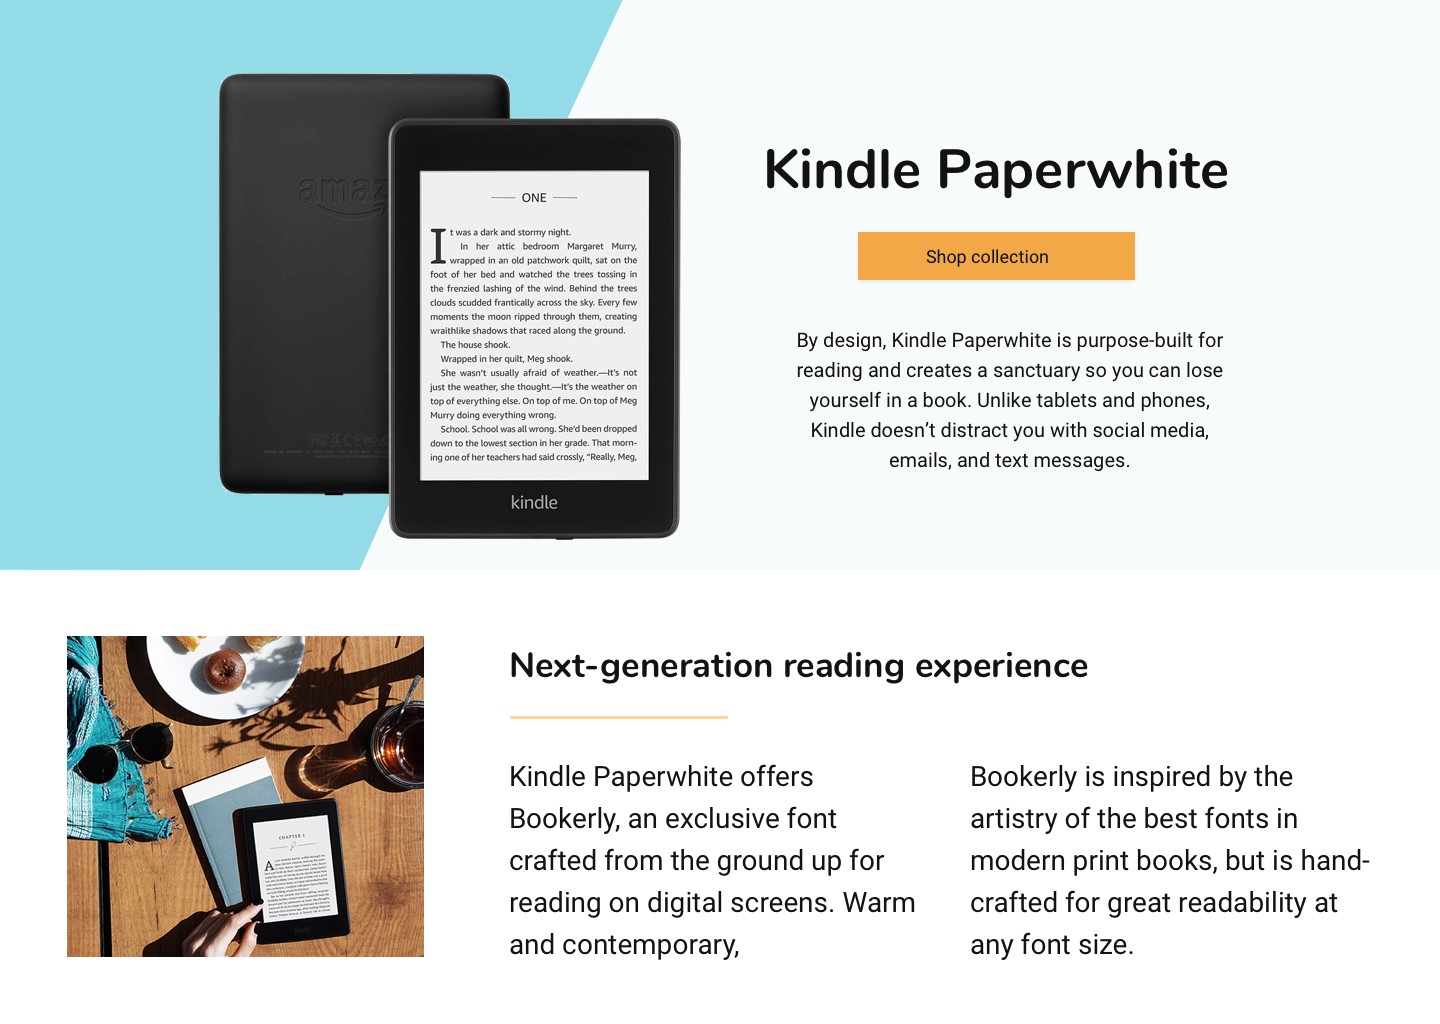 amaz
ONE
It was a dark and stormy night.
In her attic bedroom Margaret Murry,
wrapped in an old patchwork quilt, sat on the
foot of her bed and watched the trees tossing in
the frenzied lashing of the wind. Behind the trees
clouds scudded frantically across the sky. Every few
moments the moon ripped through them, creating
wraithlike shadows that raced along the ground.
The house shook.
Wrapped in her quilt, Meg shook.
She wasn't usually afraid of weather.—It's not
just the weather, she thought.—It's the weather on
top of everything else. On top of me. On top of Meg
Murry doing everything wrong.
School. School was all wrong. She'd been dropped
down to the lowest section in her grade. That morn-
ing one of her teachers had said crossly, “Really, Meg,
kindle
Kindle Paperwhite
Shop collection
By design, Kindle Paperwhite is purpose-built for
reading and creates a sanctuary so you can lose
yourself in a book. Unlike tablets and phones,
Kindle doesn’t distract you with social media,
emails, and text messages.
CHAPTER 1
kindle
Next-generation reading experience
Kindle Paperwhite offers
Bookerly, an exclusive font
crafted from the ground up for
reading on digital screens. Warm
and contemporary,
Bookerly is inspired by the
artistry of the best fonts in
modern print books, but is hand-
crafted for great readability at
any font size.